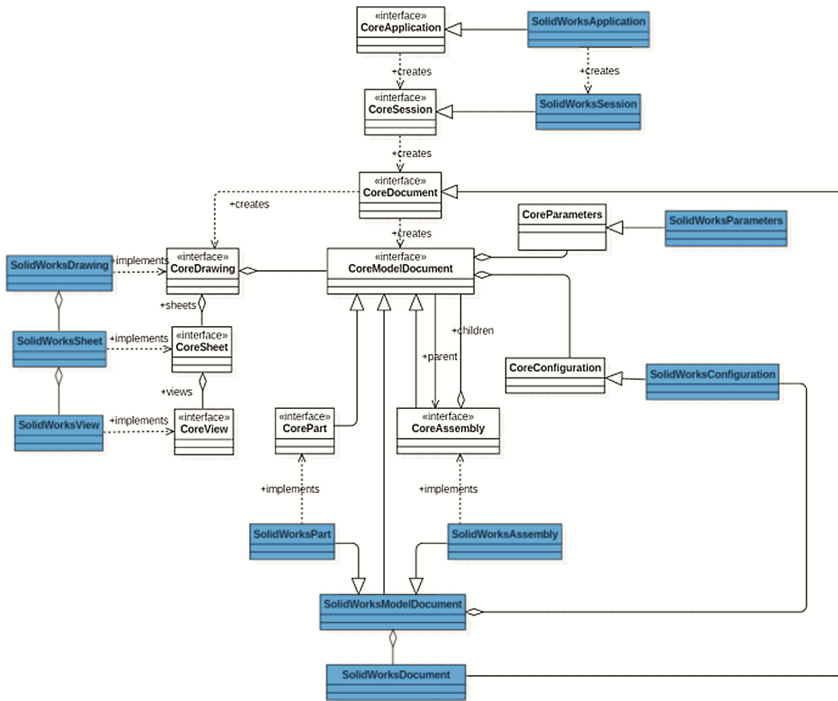 «interface»
CoreApplication
SolidWorksApplication
+creates
+creates
«interface»
CoreSession
SolidWorksSession
+creates
«interface»
CoreDocument
+creates
+creates
CoreParameters
SolidWorksParameters
SolidWorksDrawing
+implements
«interface»
CoreDrawing
«interface»
CoreModelDocument
+sheets
SolidWorksSheet
+implements
«interface»
CoreSheet
+children
+parent
CoreConfiguration
SolidWorksConfiguration
+views
SolidWorksView
+implements
«interface»
CoreView
«interface»
CorePart
«interface»
CoreAssembly
+implements
+implements
SolidWorksPart
SolidWorksAssembly
SolidWorksModelDocument
SolidWorksDocument